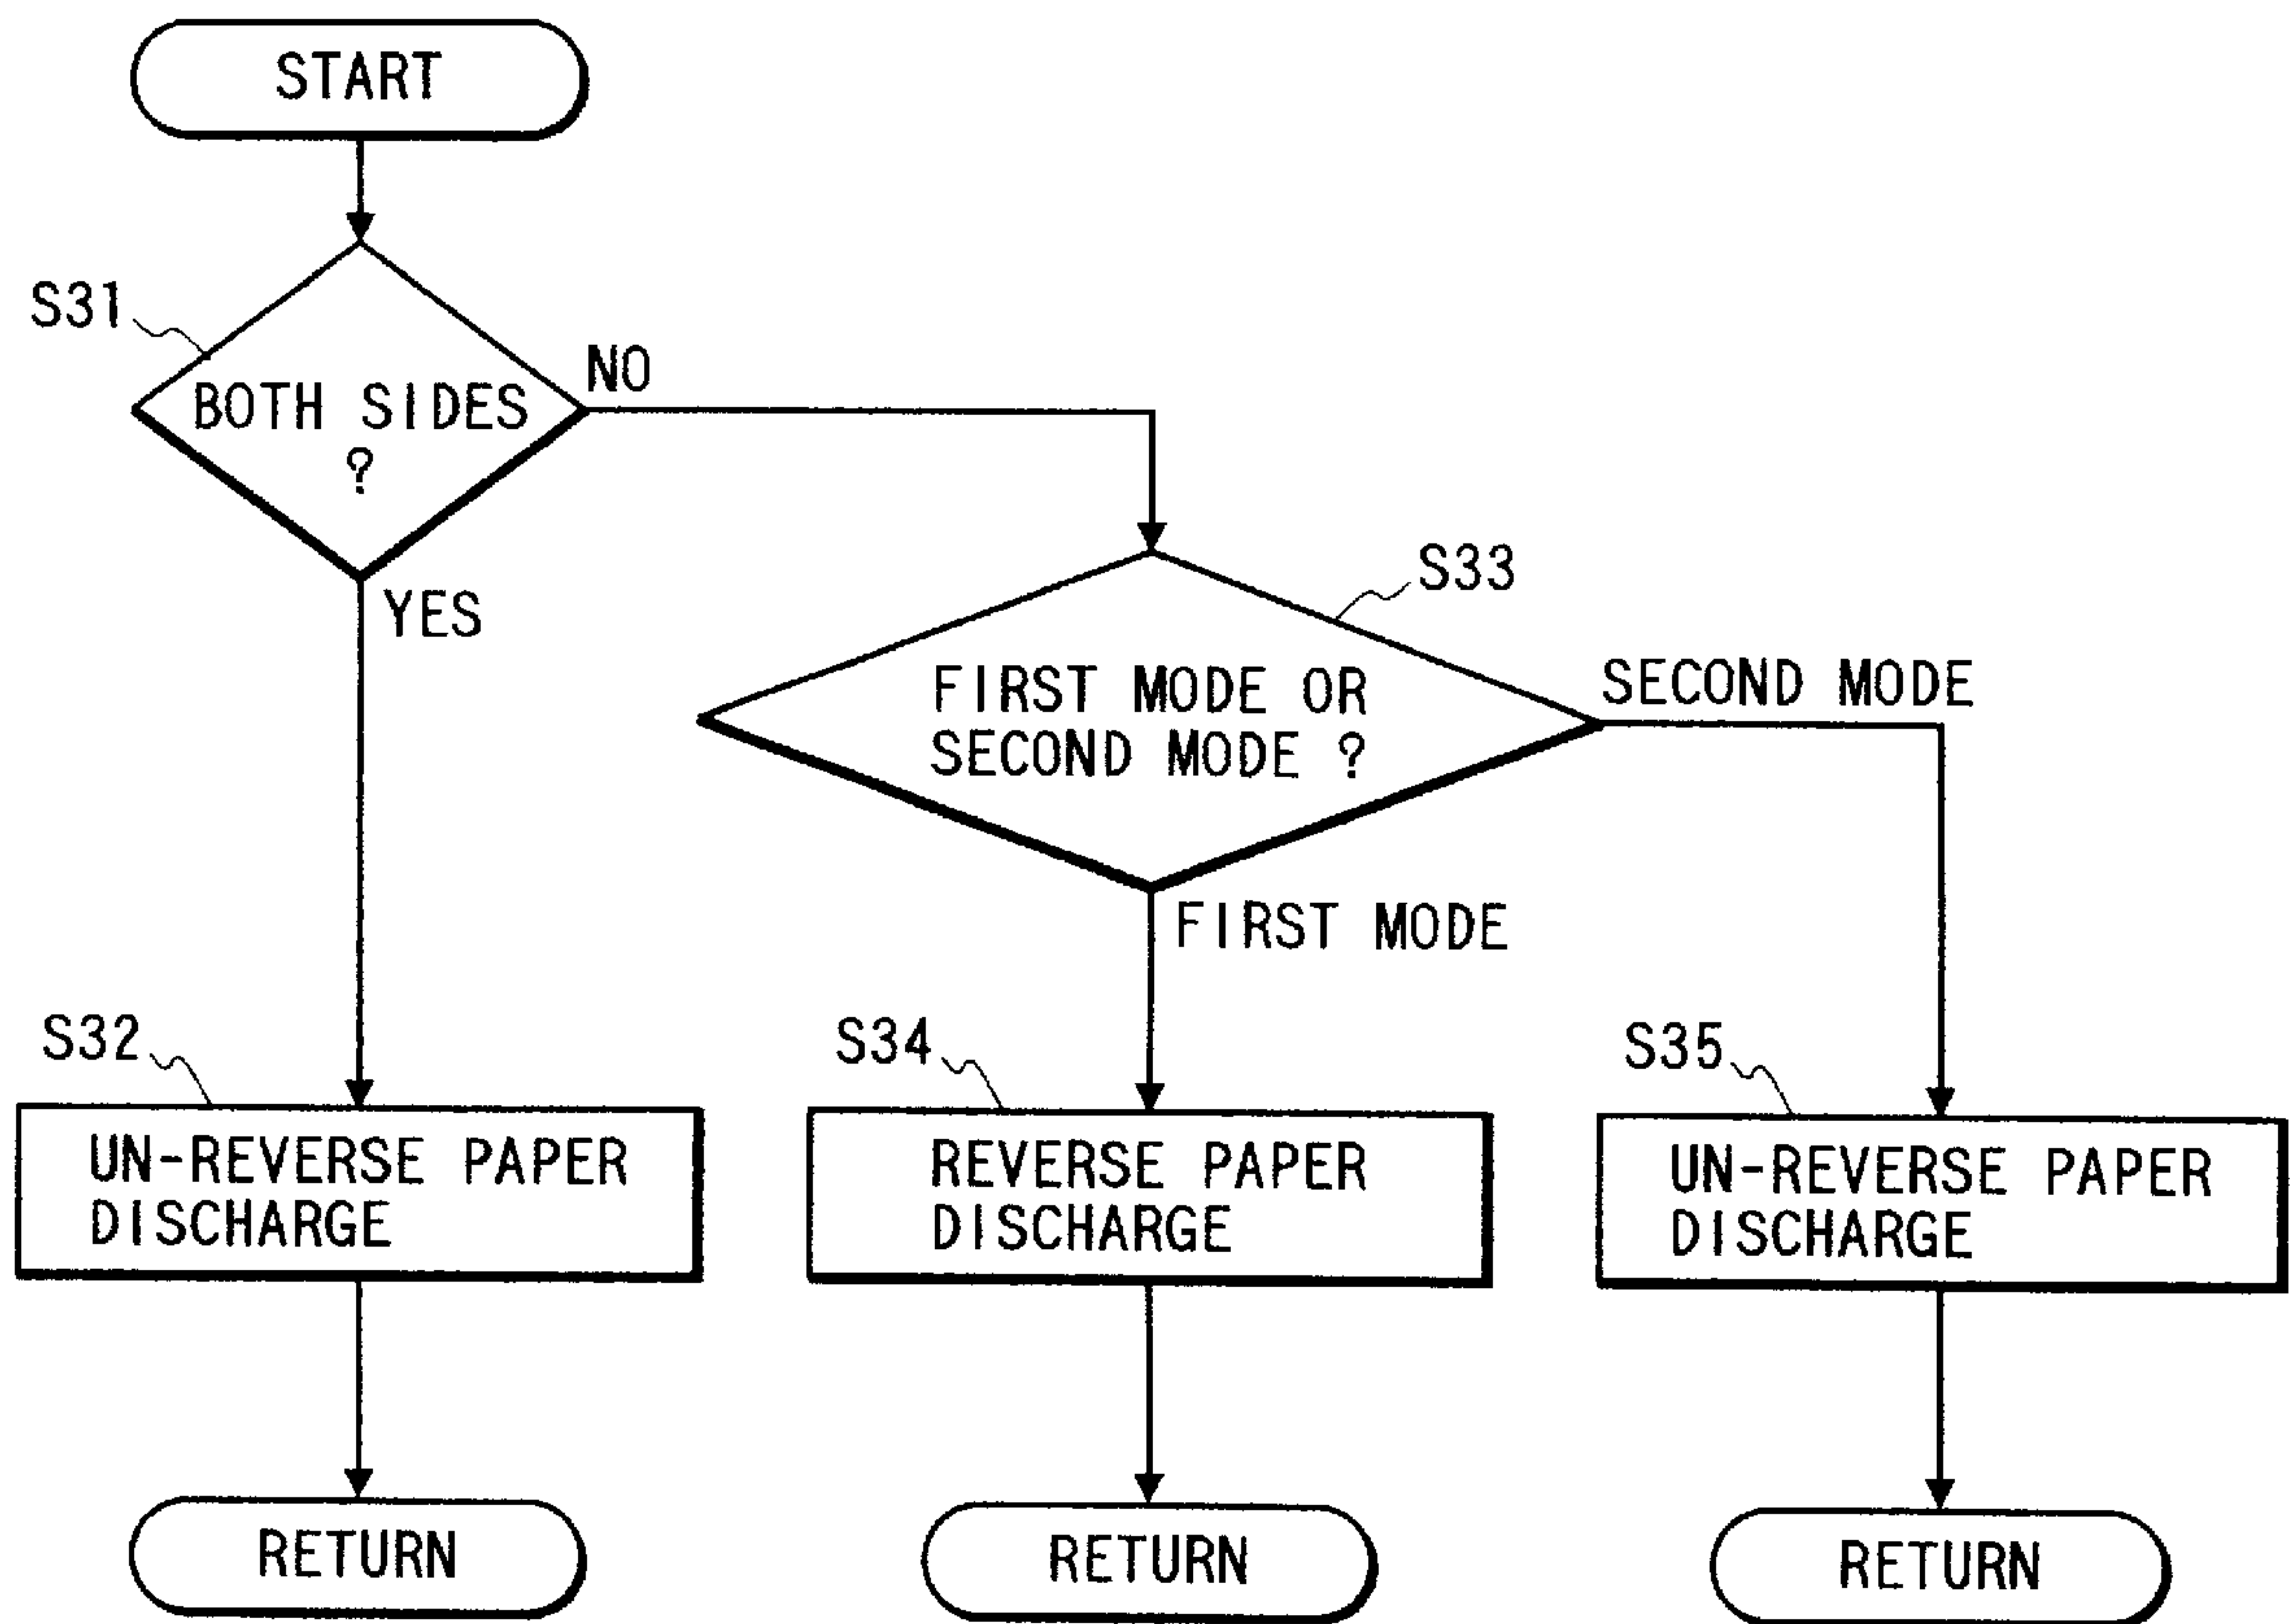 START
S31
BOTH SIDES
?
NO
YES
S33
FIRST MODE OR
SECOND MODE ?
SECOND MODE
FIRST MODE
S32
UN-REVERSE PAPER
DISCHARGE
S34
REVERSE PAPER
DISCHARGE
S35
UN-REVERSE PAPER
DISCHARGE
RETURN
RETURN
RETURN